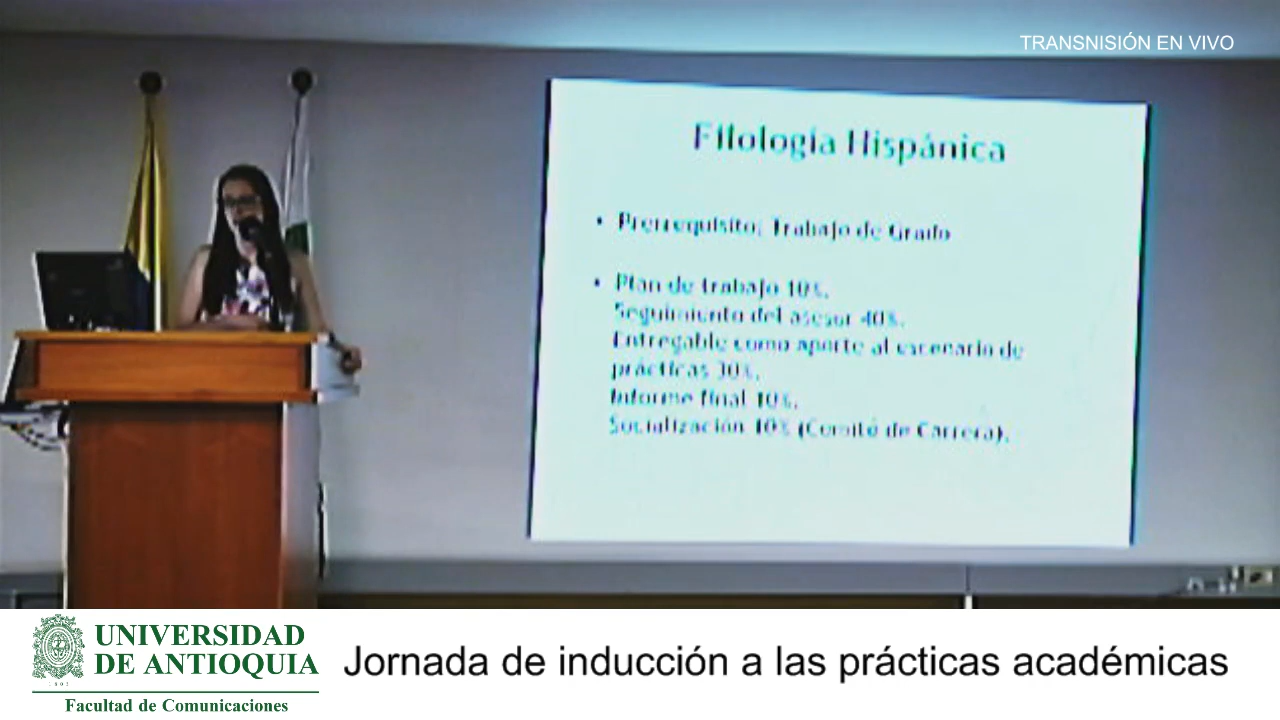 TRANSNISIÓN EN VIVO
Filología Hispánica
• Prerrequisito: Trabajo de Grado
• Plan de trabajo 10%.
Seguimiento del asesor 40%.
Entregable como aporte al escenario de
prácticas 30%.
Informe final 10%.
Socialización 10% (Comité de Carrera).
UNIVERSIDAD
DE ANTIOQUIA
1803
Facultad de Comunicaciones
Jornada de inducción a las prácticas académicas